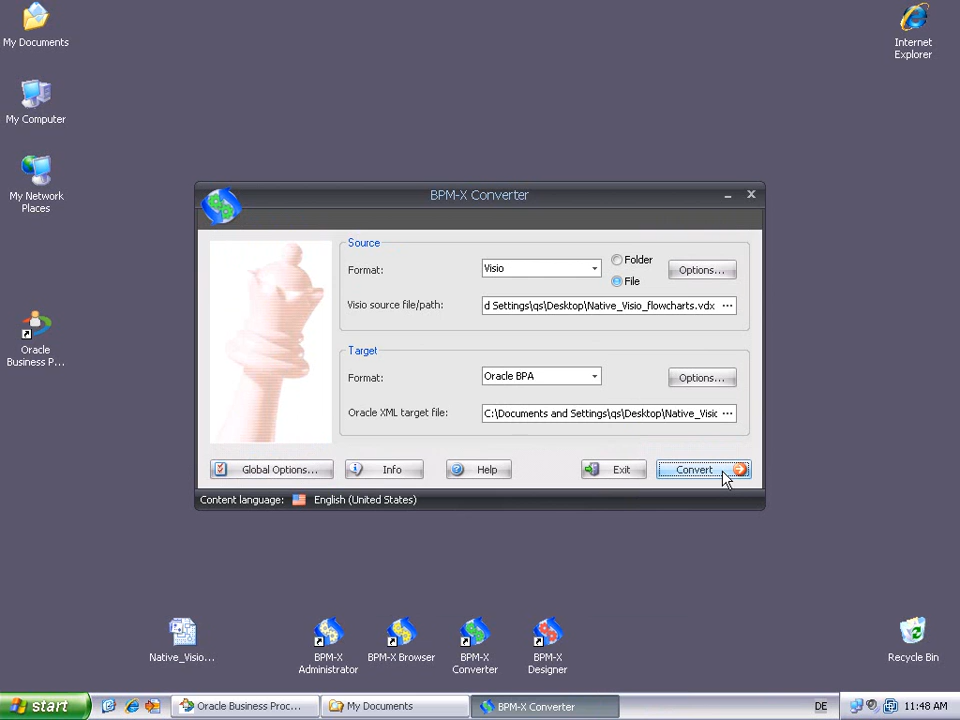 My Documents
Internet
Explorer
My Computer
My Network
Places
BPM-X Converter
Source
Format:
Visio
Folder
File
Options...
Visio source file/path:
d Settings\qs\Desktop\Native_Visio_flowcharts.vdx
...
Target
Format:
Oracle BPA
Options...
Oracle XML target file:
C:\Documents and Settings\qs\Desktop\Native_Visio
...
Global Options...
Info
Help
Exit
Convert
Content language:
English (United States)
Oracle
Business P...
Native_Visio...
BPM-X
Administrator
BPM-X Browser
BPM-X
Converter
BPM-X
Designer
Recycle Bin
start
Oracle Business Proc...
My Documents
BPM-X Converter
DE
11:48 AM